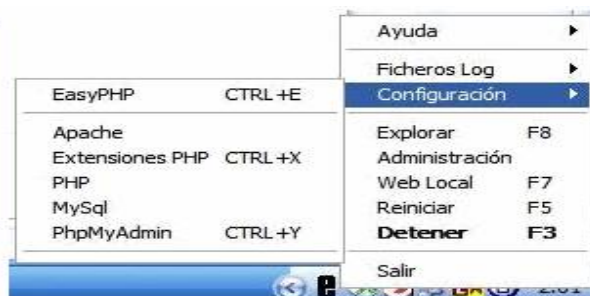 Ayuda
Ficheros Log
Configuración
Explorar F8
Administración
Web Local F7
Reiniciar F5
Detener F3
Salir
EasyPHP CTRL+E
Apache
Extensiones PHP CTRL+X
PHP
MySql
PhpMyAdmin CTRL+Y
e